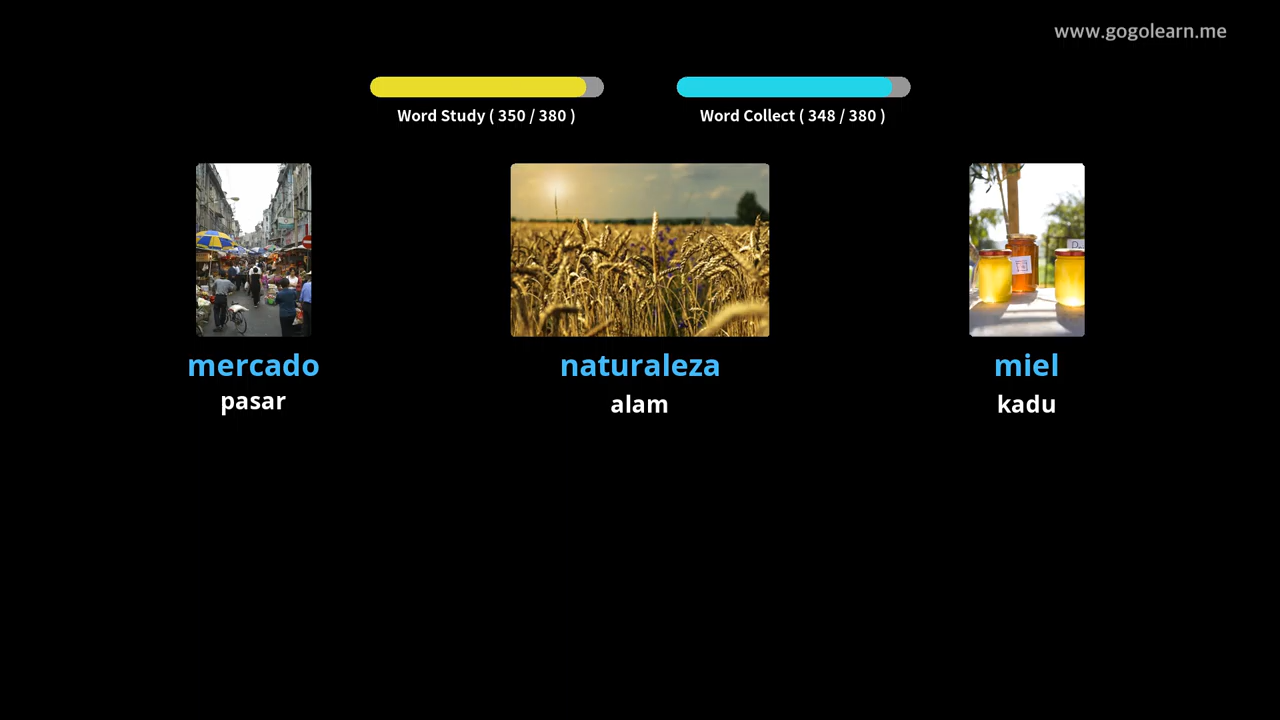 www.gogolearn.me
Word Study ( 350 / 380 )
Word Collect ( 348 / 380 )
mercado
pasar
naturaleza
alam
miel
kadu